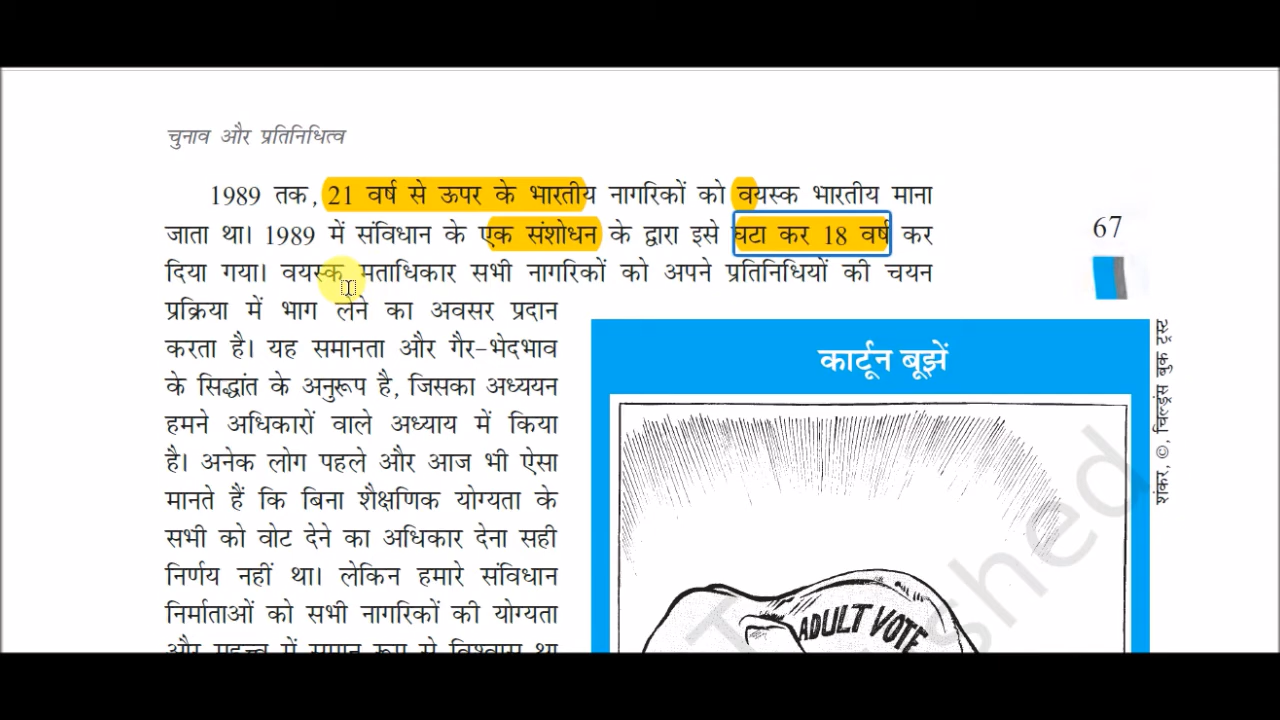 चुनाव और प्रतिनिधित्व
1989 तक, 21 वर्ष से ऊपर के भारतीय नागरिकों को वयस्क भारतीय माना
जाता था। 1989 में संविधान के एक संशोधन के द्वारा इसे घटा कर 18 वर्ष कर
दिया गया। वयस्क मताधिकार सभी नागरिकों को अपने प्रतिनिधियों की चयन
प्रक्रिया में भाग लेने का अवसर प्रदान
करता है। यह समानता और गैर-भेदभाव
के सिद्धांत के अनुरूप है, जिसका अध्ययन
हमने अधिकारों वाले अध्याय में किया
है। अनेक लोग पहले और आज भी ऐसा
मानते हैं कि बिना शैक्षणिक योग्यता के
सभी को वोट देने का अधिकार देना सही
निर्णय नहीं था। लेकिन हमारे संविधान
निर्माताओं को सभी नागरिकों की योग्यता
और महत्त्व में समान रूप से विश्वास था
67
कार्टून बूझें
ADULT VOTE
शंकर, ©, चिल्ड्रंस बुक ट्रस्ट